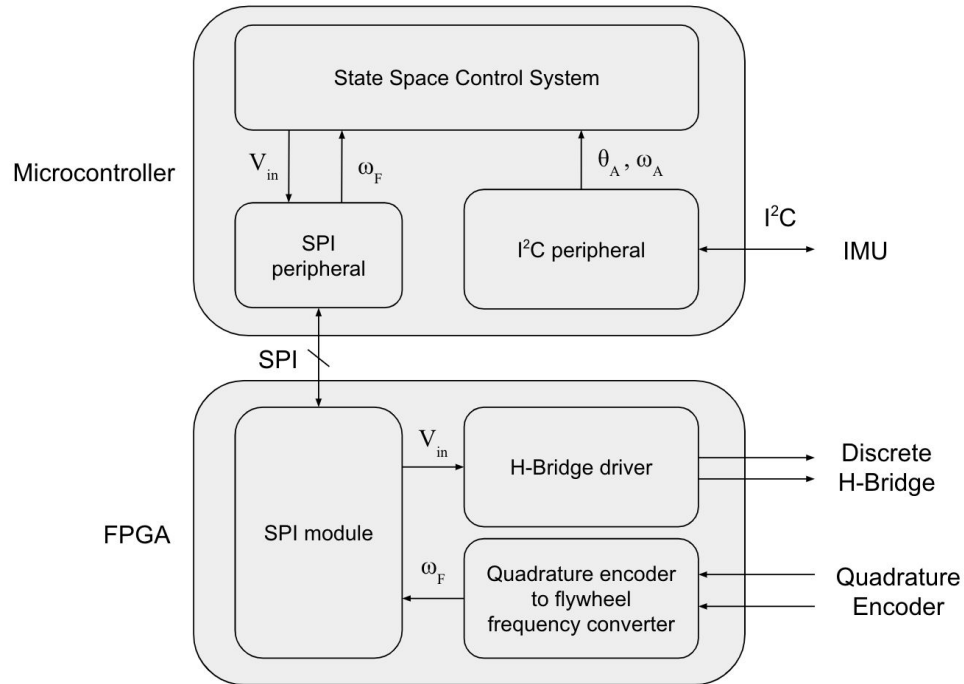 State Space Control System
V_in
ω_F
θ_A , ω_A
Microcontroller
SPI
peripheral
I²C peripheral
I²C
IMU
SPI
V_in
H-Bridge driver
Discrete
H-Bridge
FPGA
SPI module
ω_F
Quadrature encoder
to flywheel
frequency converter
Quadrature
Encoder